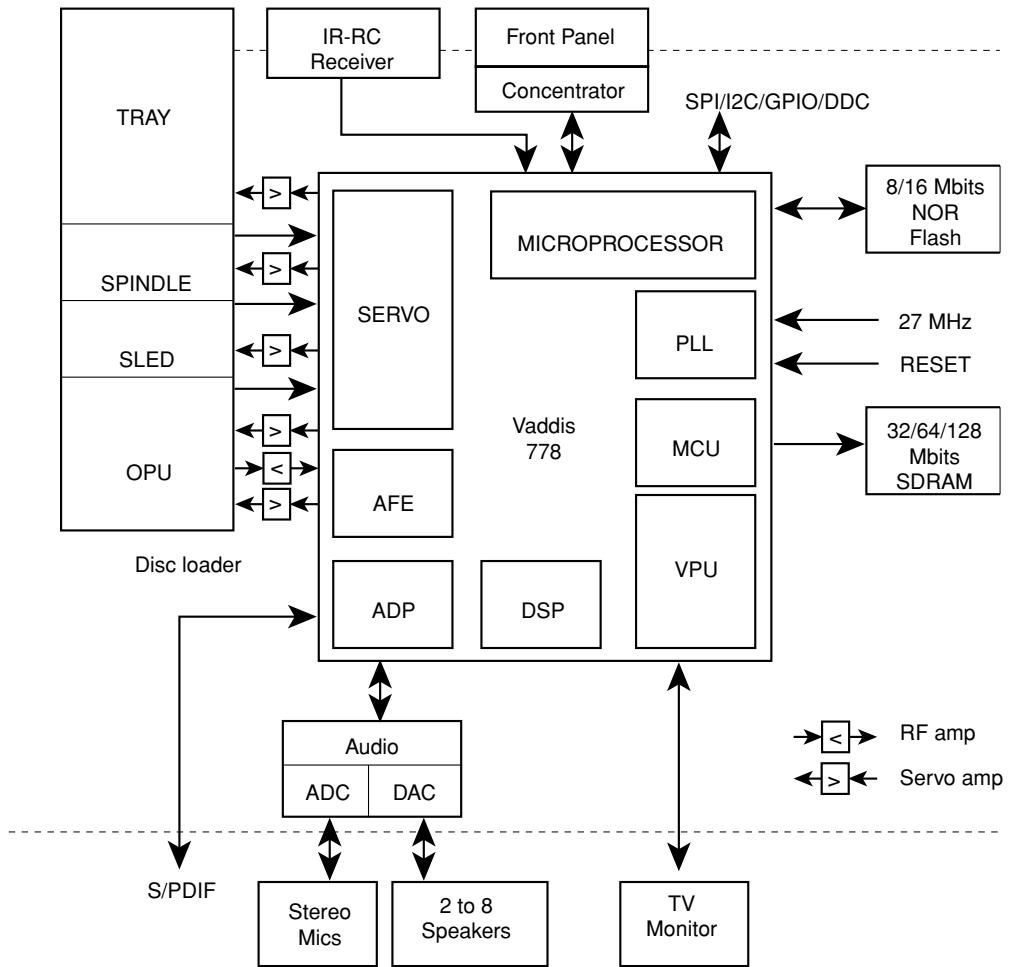 IR-RC
Receiver
Front Panel
Concentrator
SPI/I2C/GPIO/DDC
TRAY
SPINDLE
SLED
OPU
Disc loader
>
>
>
>
<
>
SERVO
AFE
ADP
DSP
MICROPROCESSOR
PLL
MCU
VPU
Vaddis
778
8/16 Mbits
NOR
Flash
27 MHz
RESET
32/64/128
Mbits
SDRAM
Audio
ADC
DAC
< RF amp
> Servo amp
S/PDIF
Stereo
Mics
2 to 8
Speakers
TV
Monitor